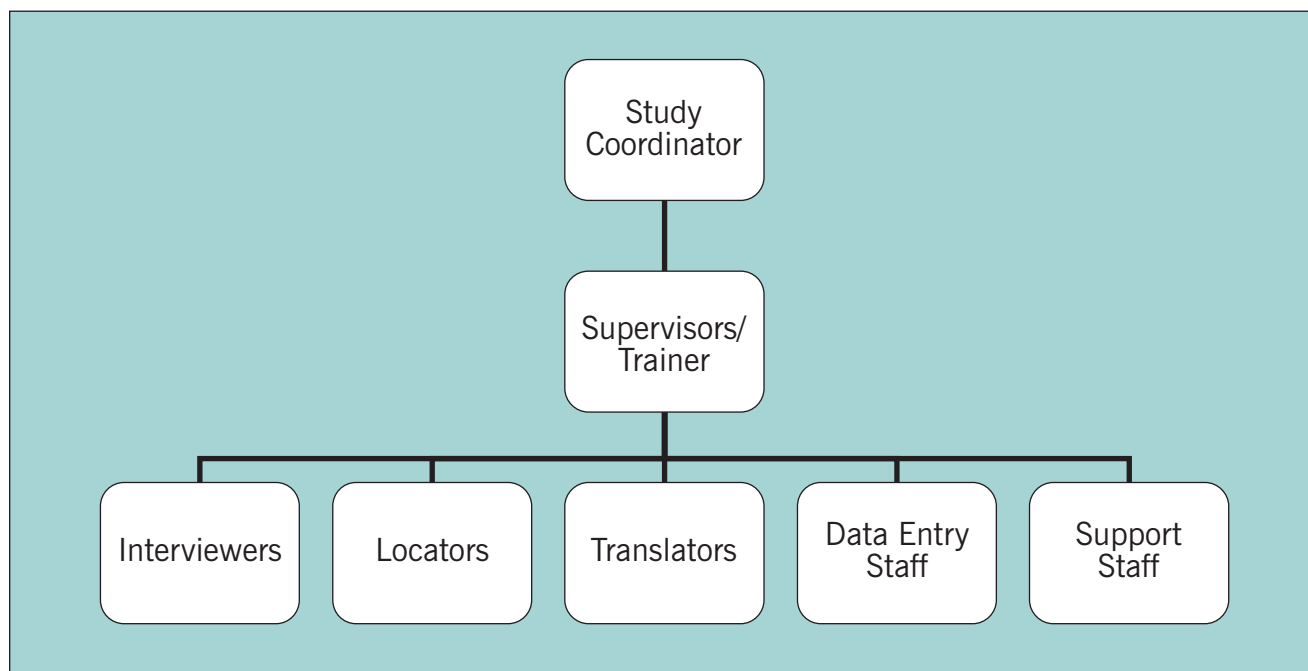 Study
Coordinator
Supervisors/
Trainer
Interviewers
Locators
Translators
Data Entry
Staff
Support
Staff